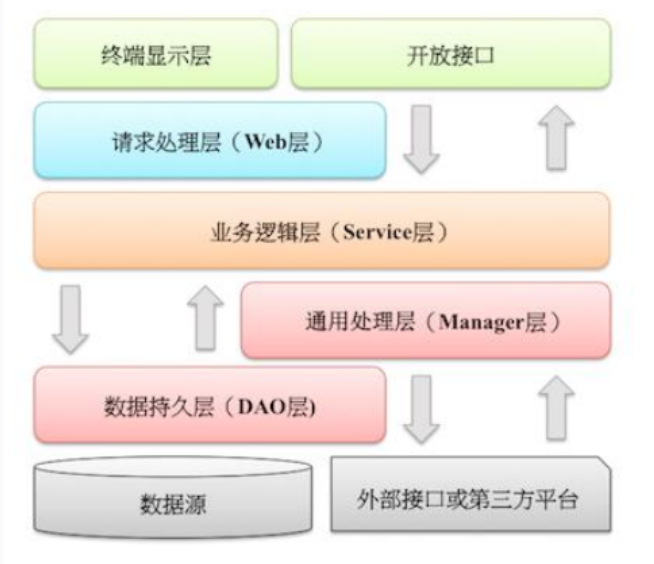 终端显示层
开放接口
请求处理层（Web层）
业务逻辑层（Service层）
通用处理层（Manager层）
数据持久层（DAO层)
数据源
外部接口或第三方平台